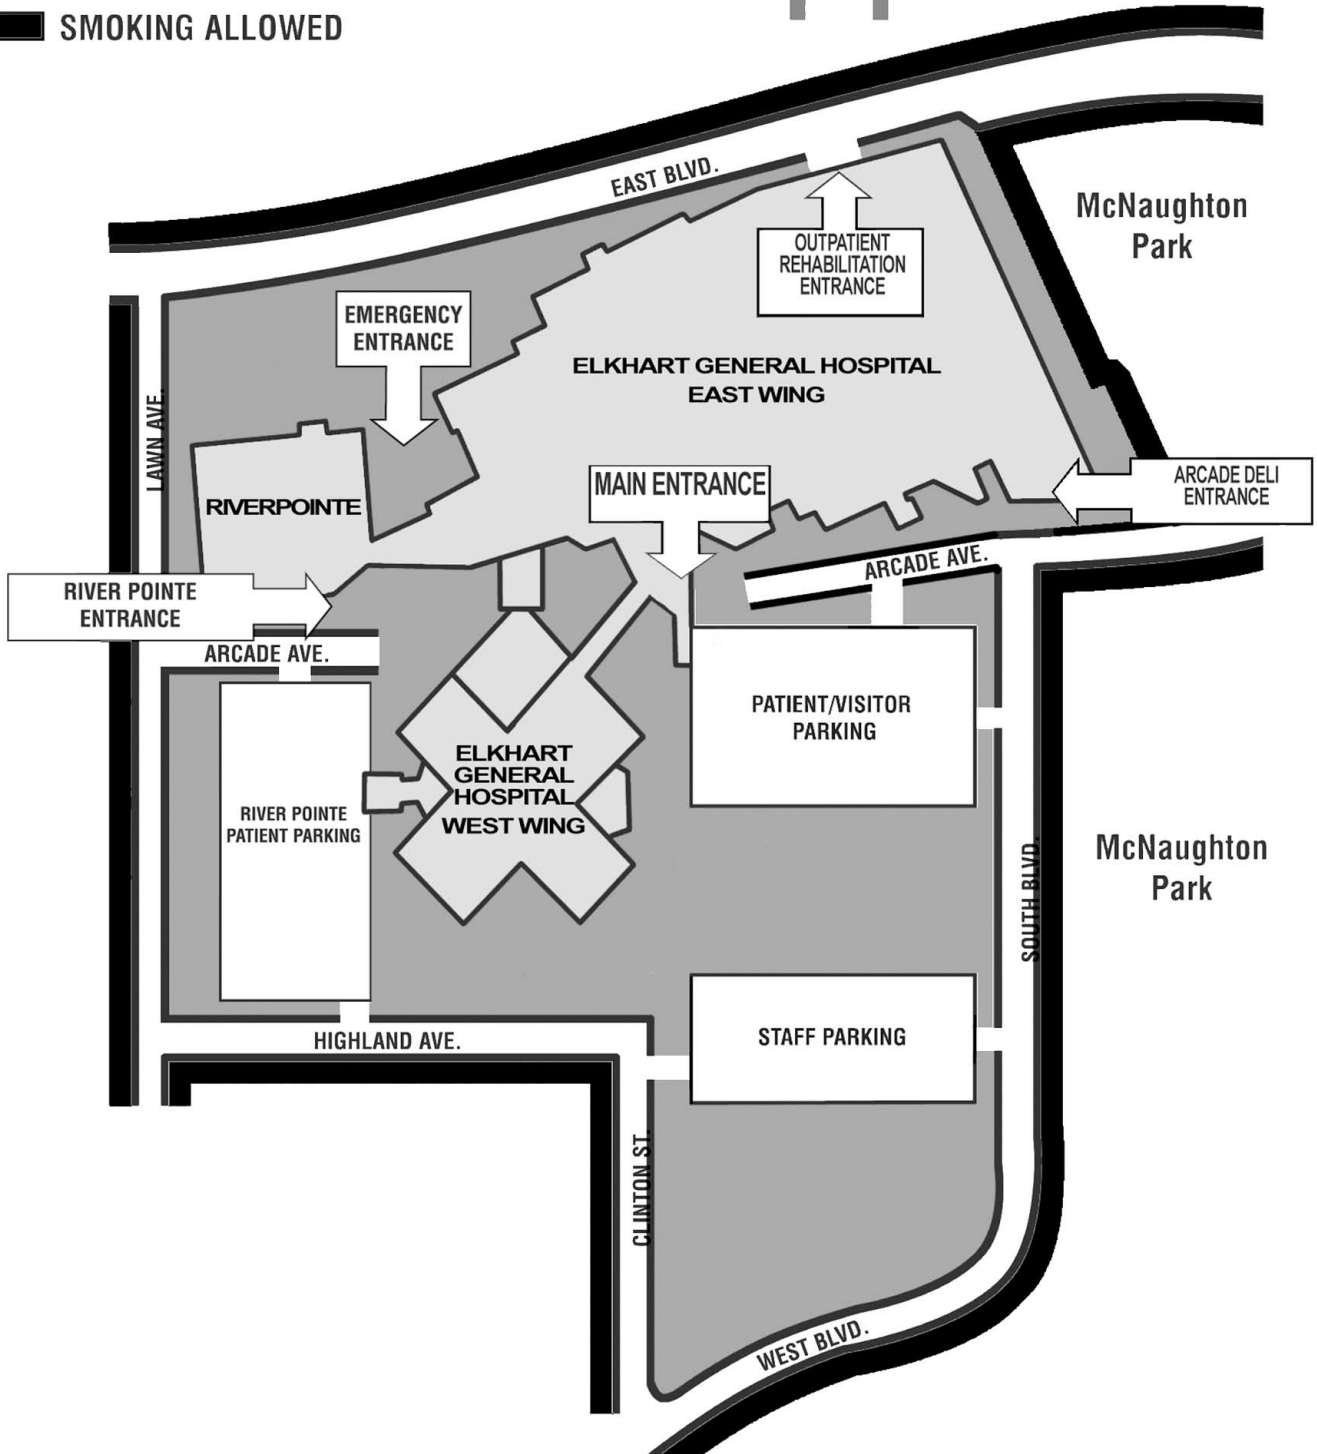 SMOKING ALLOWED
EAST BLVD.
McNaughton
Park
OUTPATIENT
REHABILITATION
ENTRANCE
EMERGENCY
ENTRANCE
ELKHART GENERAL HOSPITAL
EAST WING
LAWN AVE.
RIVERPOINTE
MAIN ENTRANCE
ARCADE DELI
ENTRANCE
ARCADE AVE.
RIVER POINTE
ENTRANCE
ARCADE AVE.
PATIENT/VISITOR
PARKING
ELKHART
GENERAL
HOSPITAL
WEST WING
RIVER POINTE
PATIENT PARKING
McNaughton
Park
SOUTH BLVD.
HIGHLAND AVE.
STAFF PARKING
CLINTON ST.
WEST BLVD.